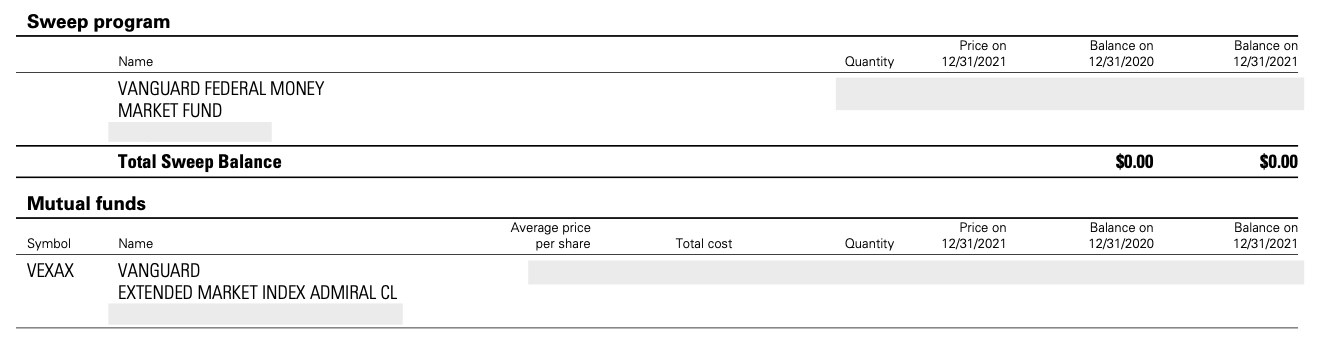 Sweep program
Name Quantity Price on 12/31/2021 Balance on 12/31/2020 Balance on 12/31/2021
VANGUARD FEDERAL MONEY
MARKET FUND
Total Sweep Balance $0.00 $0.00
Mutual funds
Symbol Name Average price per share Total cost Quantity Price on 12/31/2021 Balance on 12/31/2020 Balance on 12/31/2021
VEXAX VANGUARD
EXTENDED MARKET INDEX ADMIRAL CL